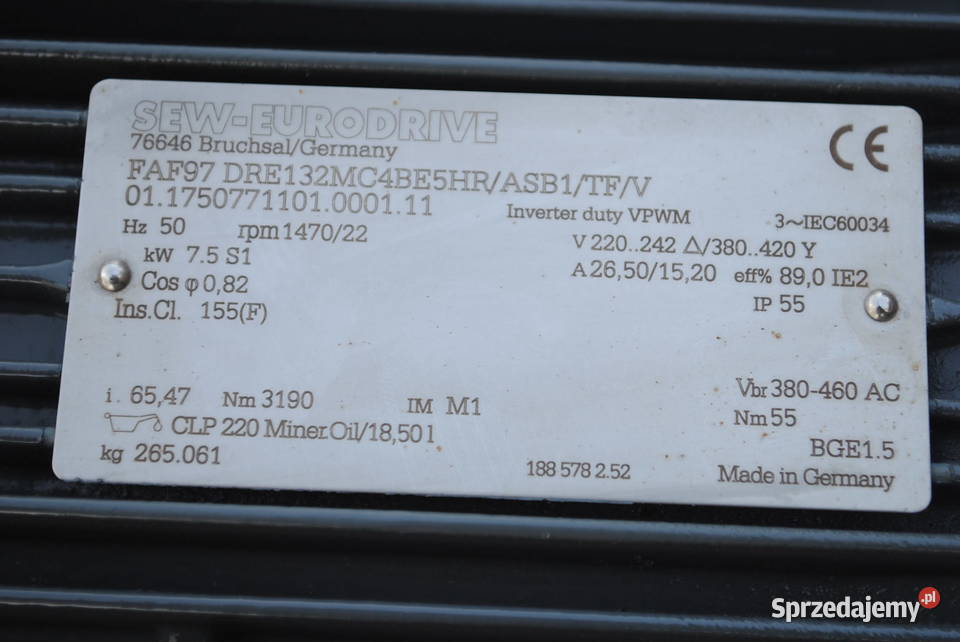 SEW-EURODRIVE
76646 Bruchsal/Germany
CE
FAF97 DRE132MC4BE5HR/ASB1/TF/V
01.1750771101.0001.11
Inverter duty VPWM
3~IEC60034
Hz 50 rpm 1470/22
V 220..242 Δ/380..420 Y
kW 7.5 S1
A 26,50/15,20 eff% 89,0 IE2
Cos φ 0,82
IP 55
Ins.Cl. 155(F)
i. 65,47 Nm 3190 IM M1
Vbr 380-460 AC
CLP 220 Miner.Oil/18,50 l
Nm 55
BGE1.5
kg 265.061
188 578 2.52
Made in Germany
Sprzedajemy.pl